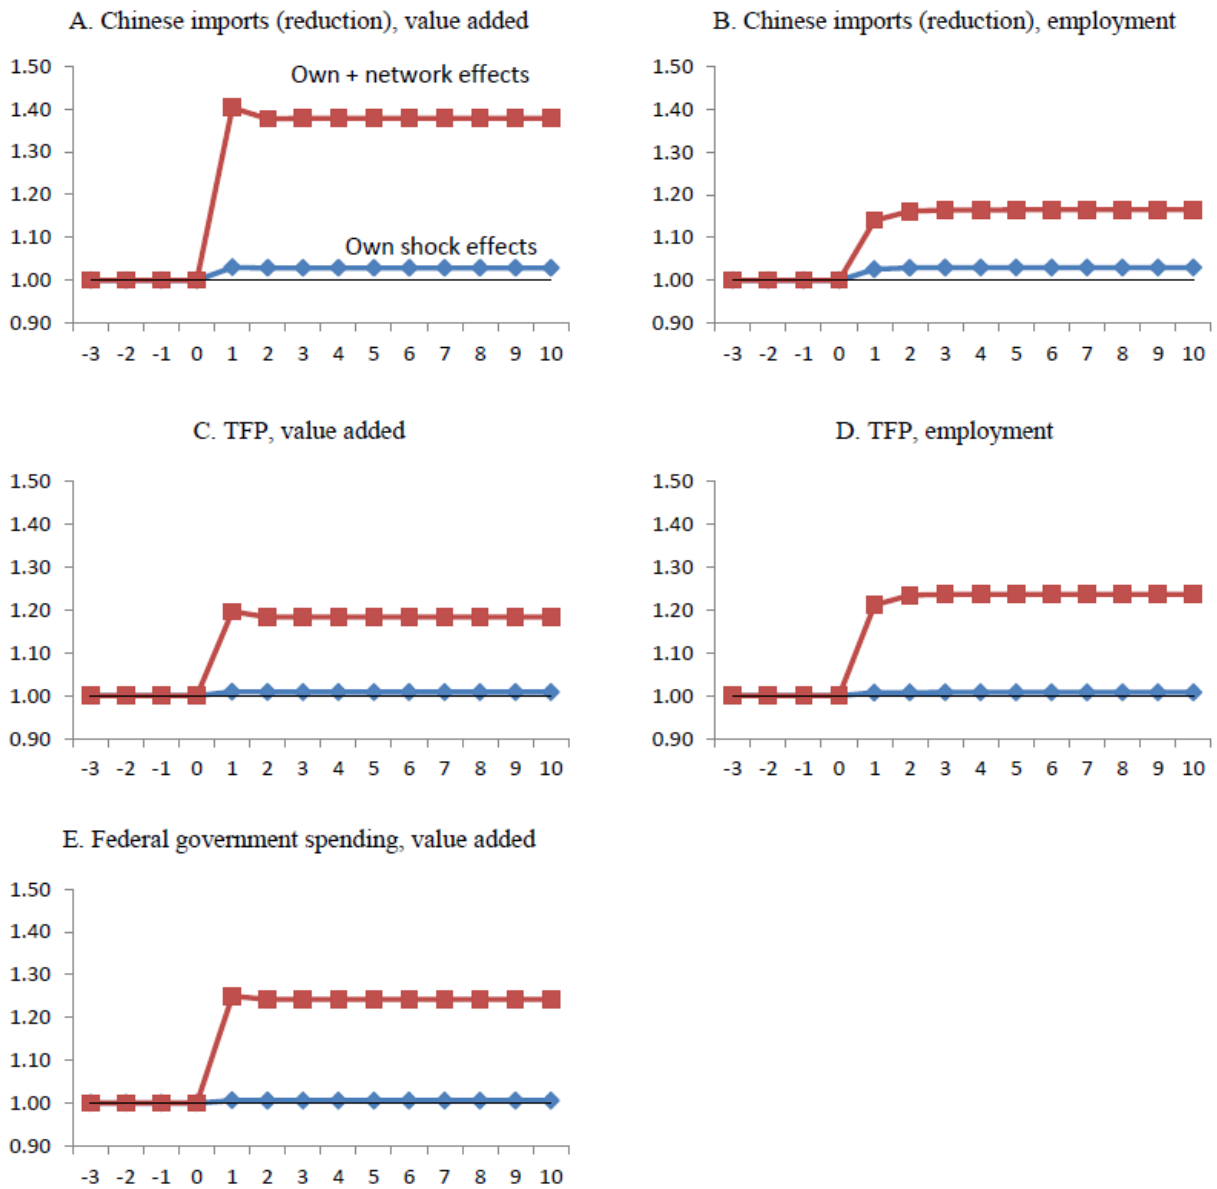 A. Chinese imports (reduction), value added
1.50
1.40
1.30
1.20
1.10
1.00
0.90
Own + network effects
Own shock effects
-3 -2 -1 0 1 2 3 4 5 6 7 8 9 10
B. Chinese imports (reduction), employment
1.50
1.40
1.30
1.20
1.10
1.00
0.90
-3 -2 -1 0 1 2 3 4 5 6 7 8 9 10
C. TFP, value added
1.50
1.40
1.30
1.20
1.10
1.00
0.90
-3 -2 -1 0 1 2 3 4 5 6 7 8 9 10
D. TFP, employment
1.50
1.40
1.30
1.20
1.10
1.00
0.90
-3 -2 -1 0 1 2 3 4 5 6 7 8 9 10
E. Federal government spending, value added
1.50
1.40
1.30
1.20
1.10
1.00
0.90
-3 -2 -1 0 1 2 3 4 5 6 7 8 9 10